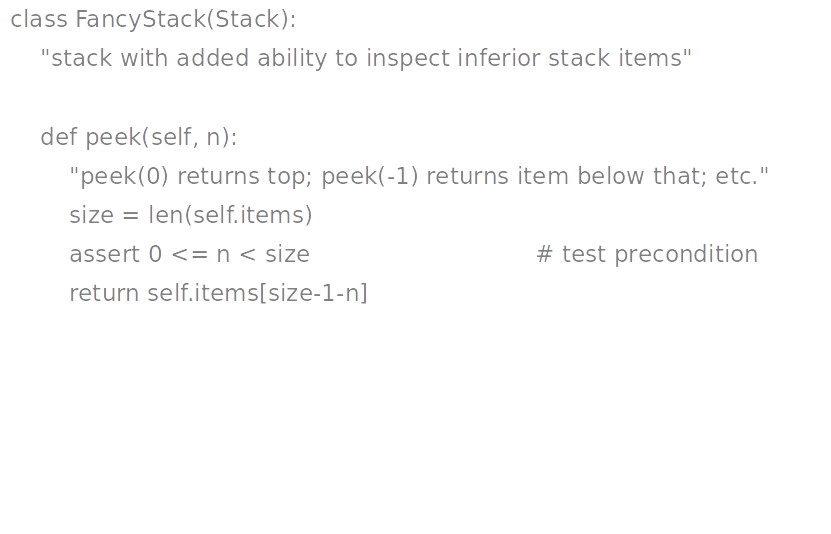 class FancyStack(Stack):
"stack with added ability to inspect inferior stack items"
def peek(self, n):
"peek(0) returns top; peek(-1) returns item below that; etc."
size = len(self.items)
assert 0 <= n < size # test precondition
return self.items[size-1-n]